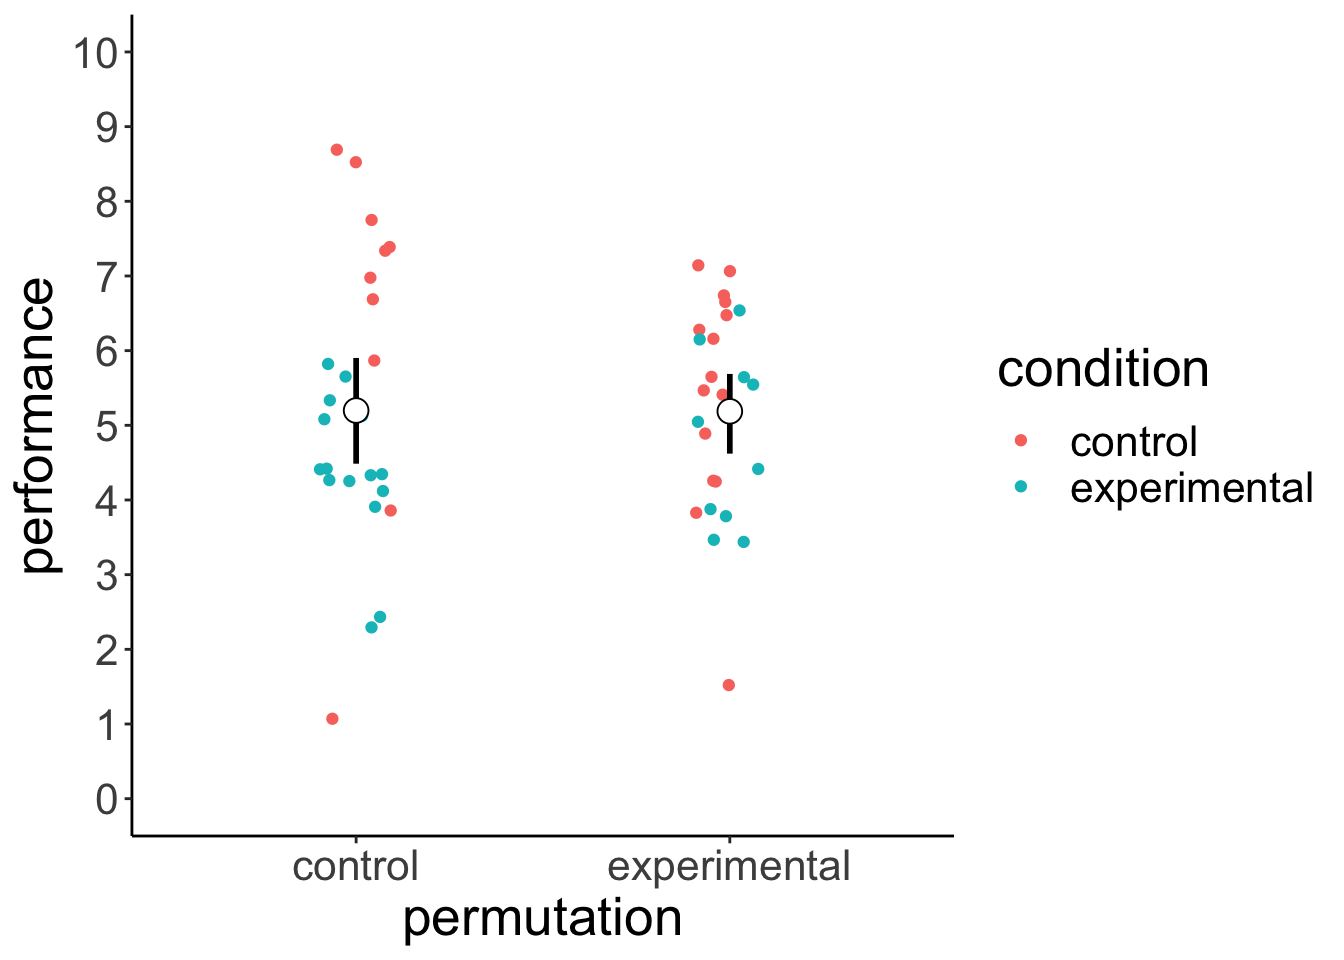 performance
10
9
8
7
6
5
4
3
2
1
0
control experimental
permutation
condition
control
experimental